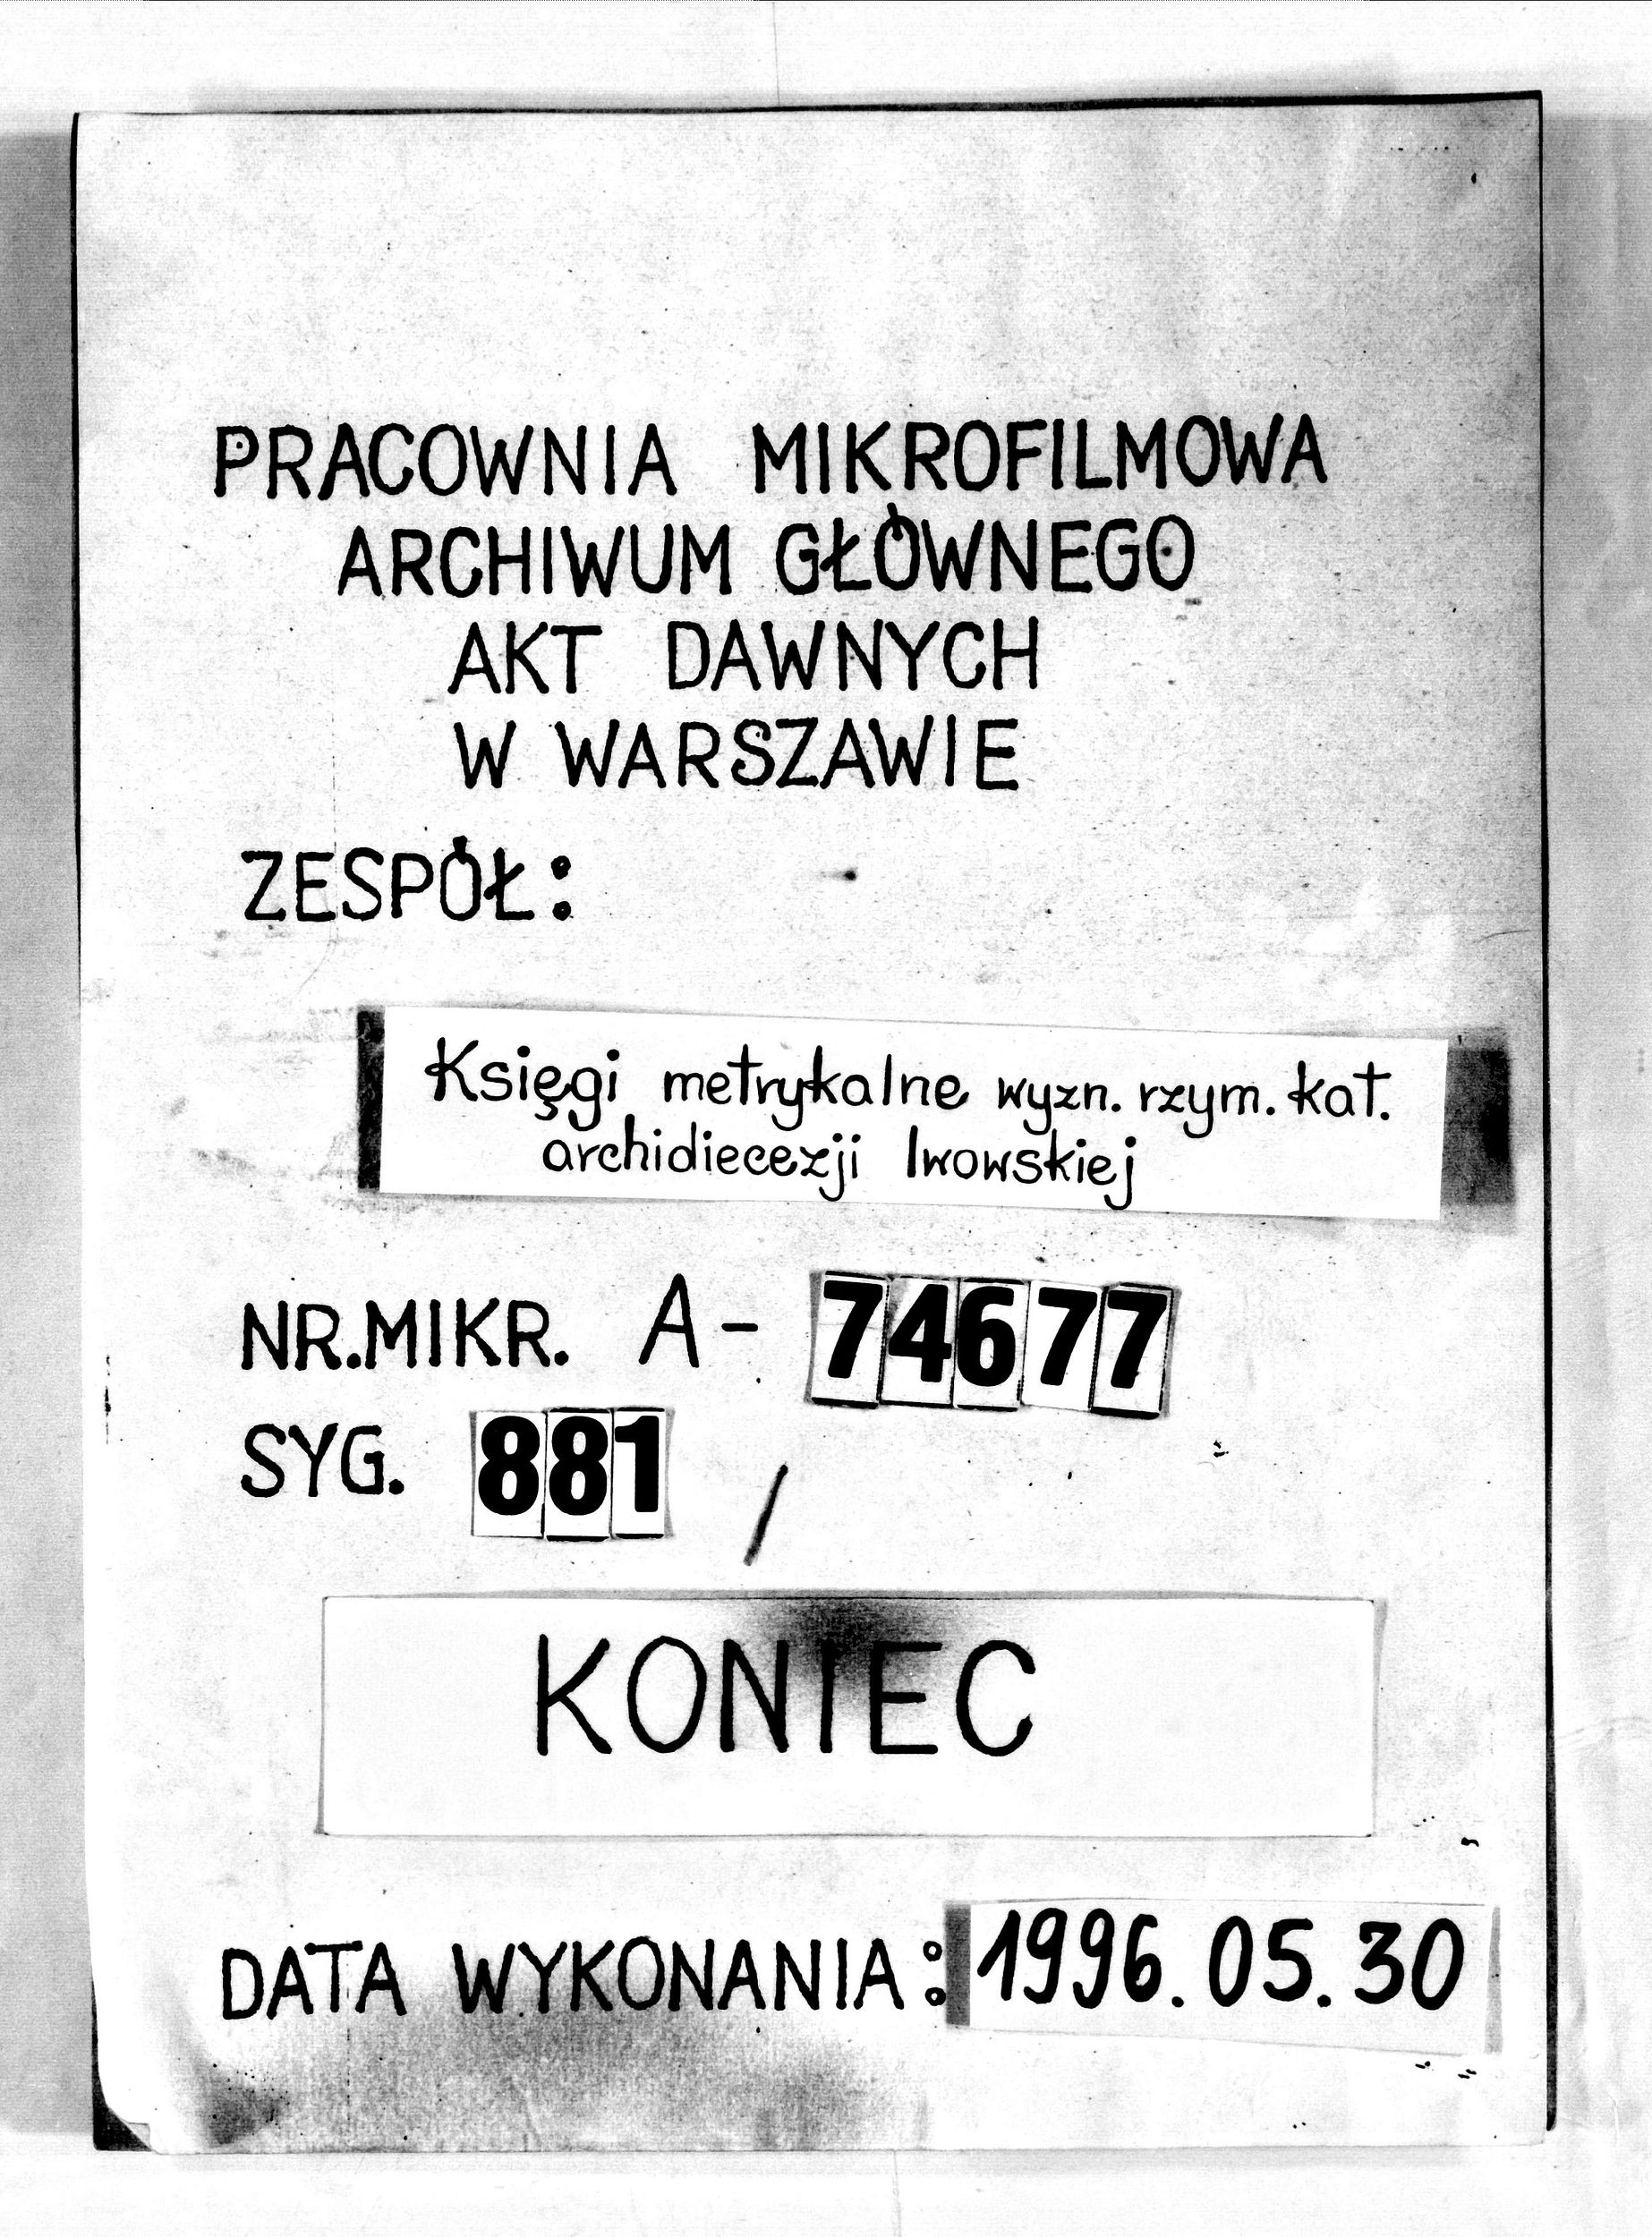 PRACOWNIA MIKROFILMOWA
ARCHIWUM GŁÓWNEGO
AKT DAWNYCH
W WARSZAWIE
ZESPÓŁ:
Księgi metrykalne wyzn. rzym. kat.
archidiecezji lwowskiej
NR.MIKR. A- 74677
SYG. 881 /
KONIEC
DATA WYKONANIA: 1996.05.30